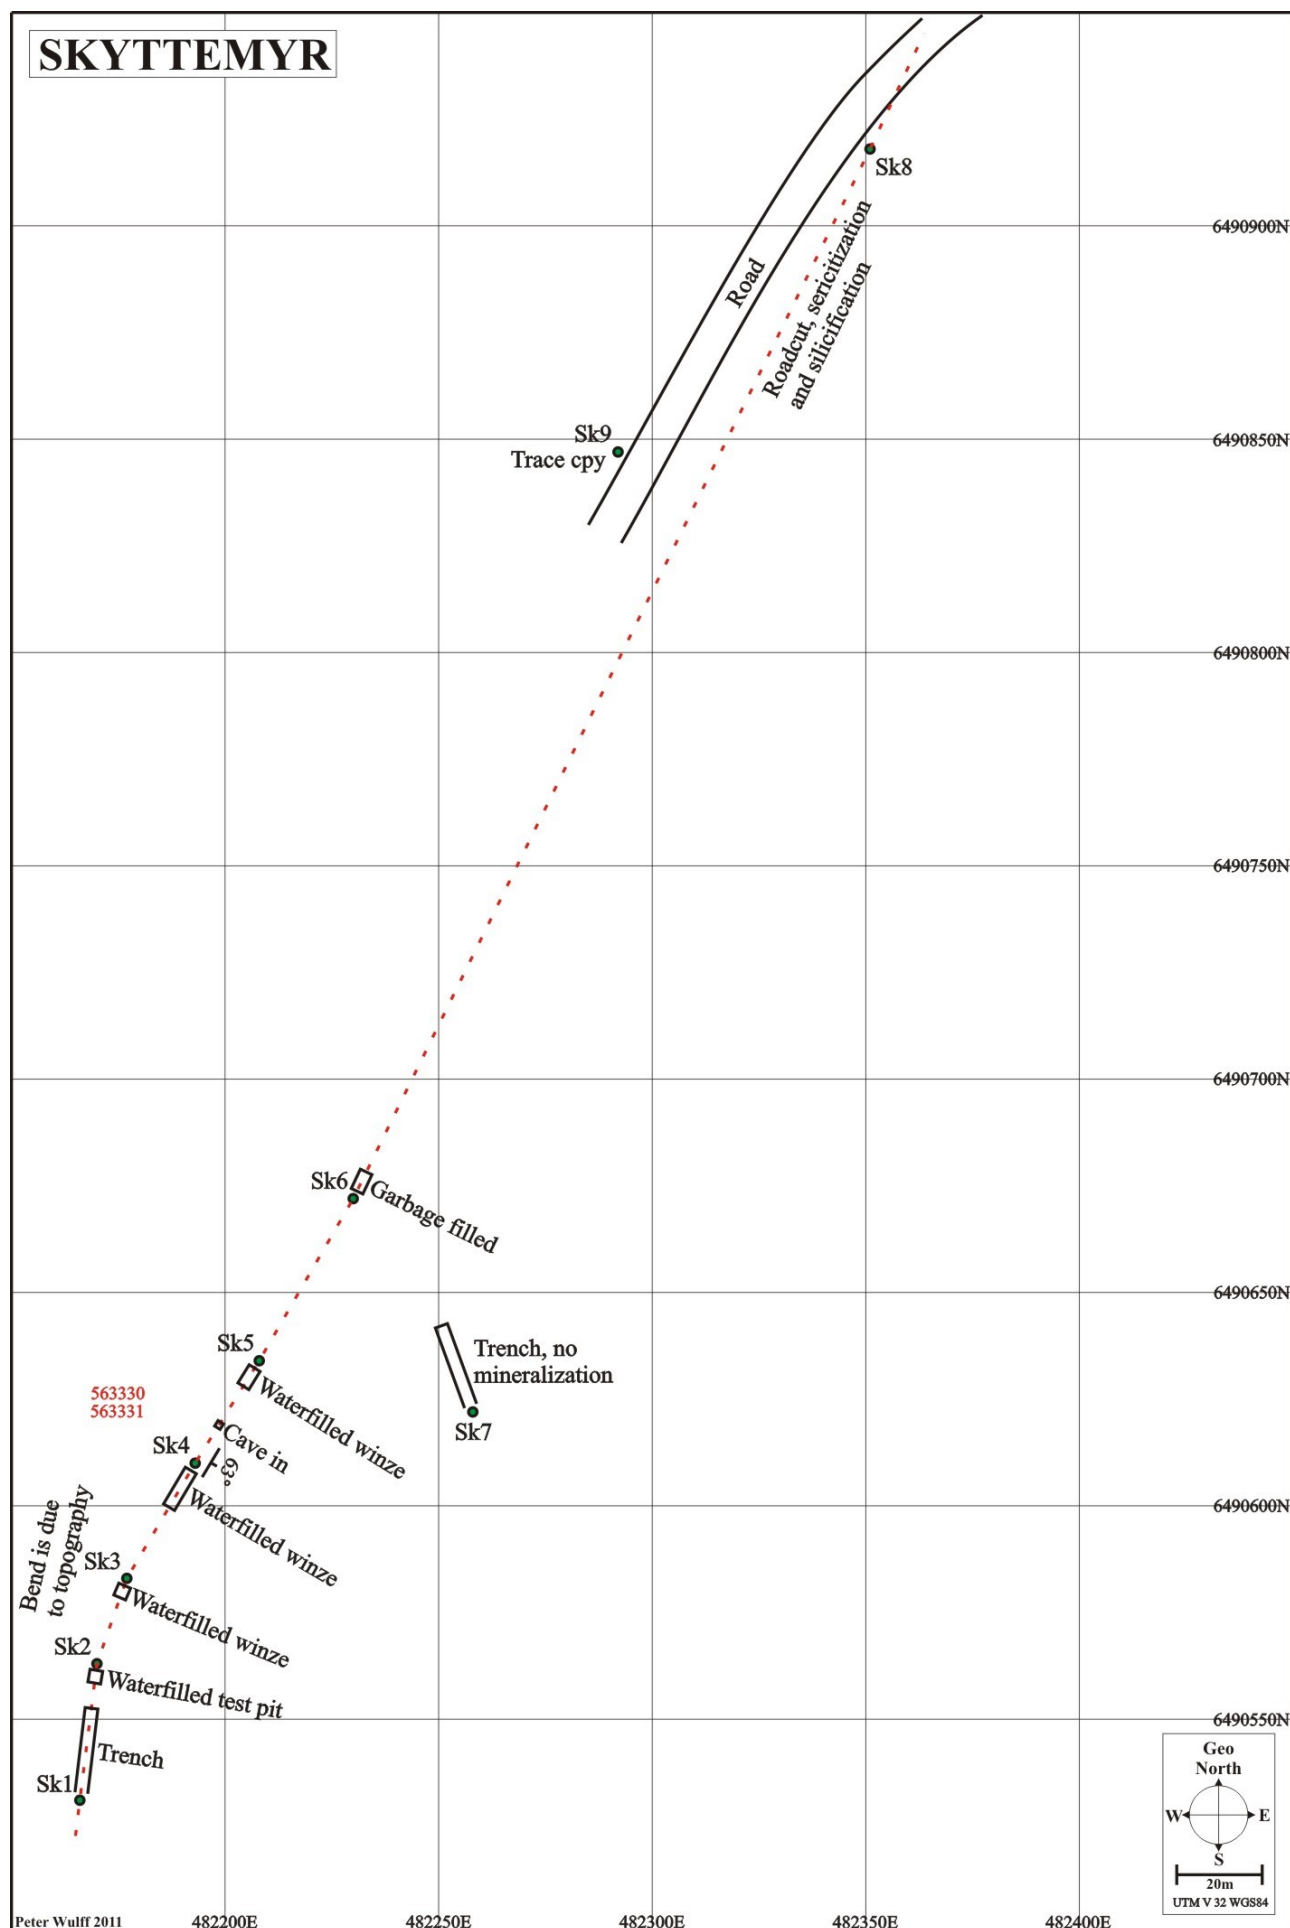 SKYTTEMYR
Sk8
6490900N
Road
Roadcut, sericitization
and silicification
Sk9
Trace cpy
6490850N
6490800N
6490750N
6490700N
Sk6
Garbage filled
6490650N
Sk5
Trench, no
mineralization
Waterfilled winze
563330
563331
Sk7
Cave in
Sk4
63°
6490600N
Waterfilled winze
Bend is due
to topography
Sk3
Waterfilled winze
Sk2
Waterfilled test pit
6490550N
Trench
Sk1
Geo
North
W E
S
20m
UTM V 32 WGS84
Peter Wulff 2011
482200E
482250E
482300E
482350E
482400E